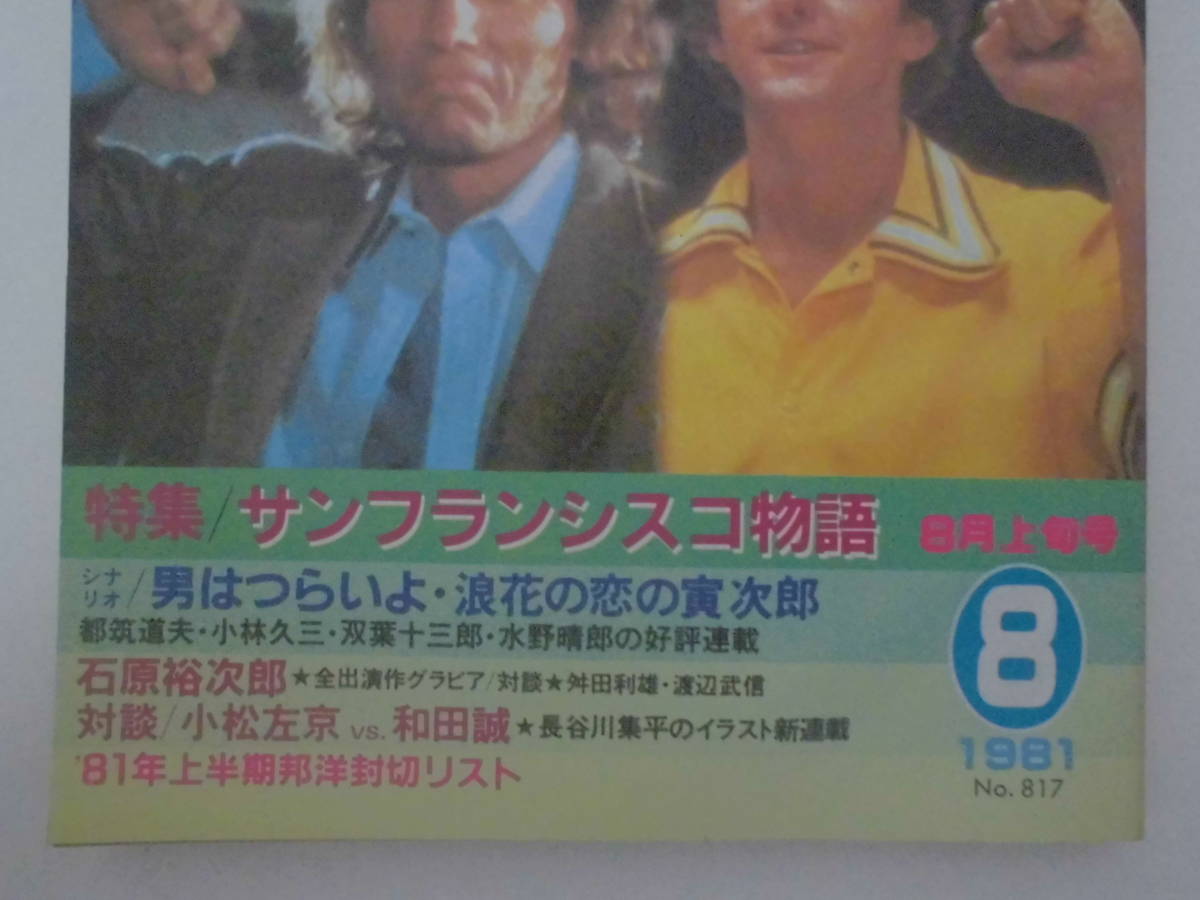 特集/サンフランシスコ物語 8月上旬号
シナリオ/男はつらいよ・浪花の恋の寅次郎
都筑道夫・小林久三・双葉十三郎・水野晴郎の好評連載
8
石原裕次郎★全出演作グラビア/対談★舛田利雄・渡辺武信
対談/小松左京 vs. 和田誠★長谷川集平のイラスト新連載
1981
'81年上半期邦洋封切リスト
No. 817